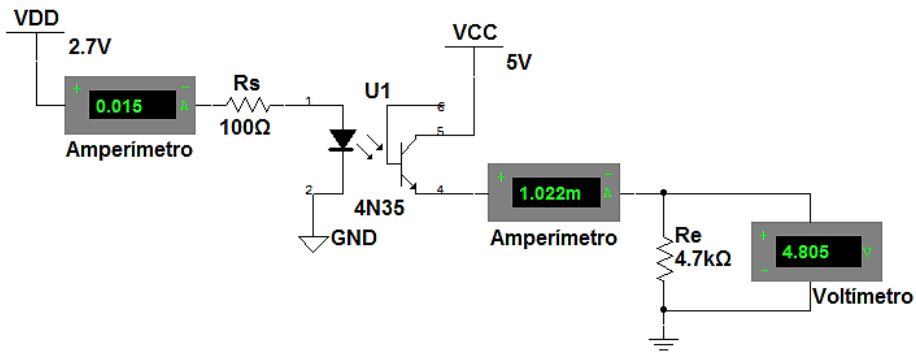 VDD
2.7V
+ 0.015 - A
Amperímetro
Rs
100Ω
1
2
GND
U1
4N35
6
5
4
VCC
5V
+ 1.022m - A
Amperímetro
Re
4.7kΩ
+ 4.805 - V
Voltímetro